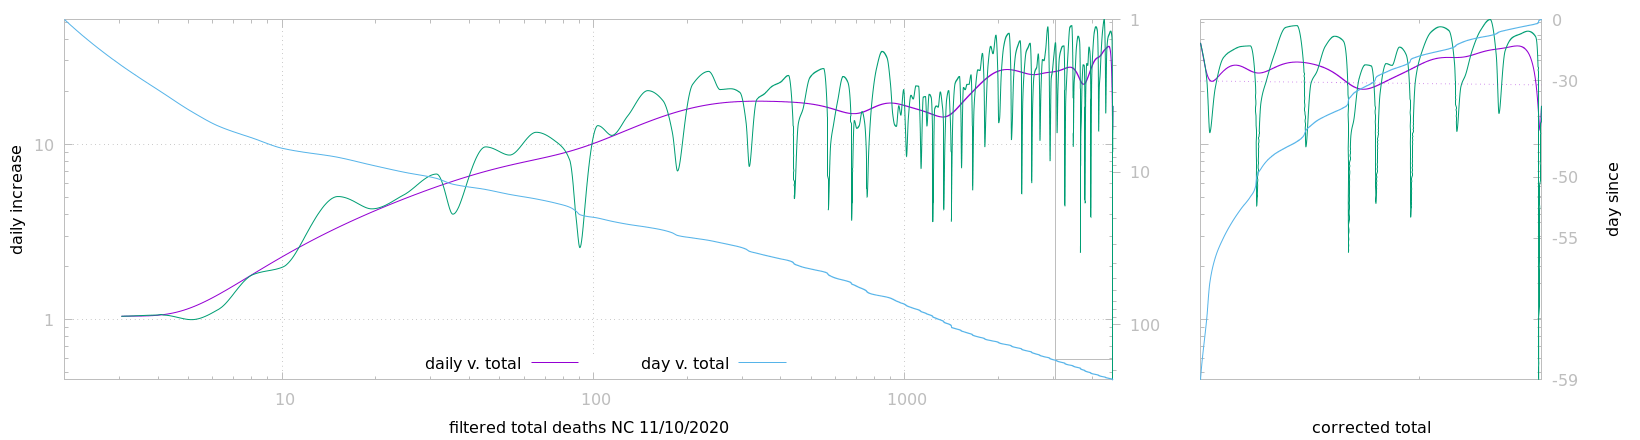 daily increase
10
1
daily v. total
day v. total
10
100
1000
filtered total deaths NC 11/10/2020
1
10
100
0
-30
-50
-55
-59
day since
corrected total